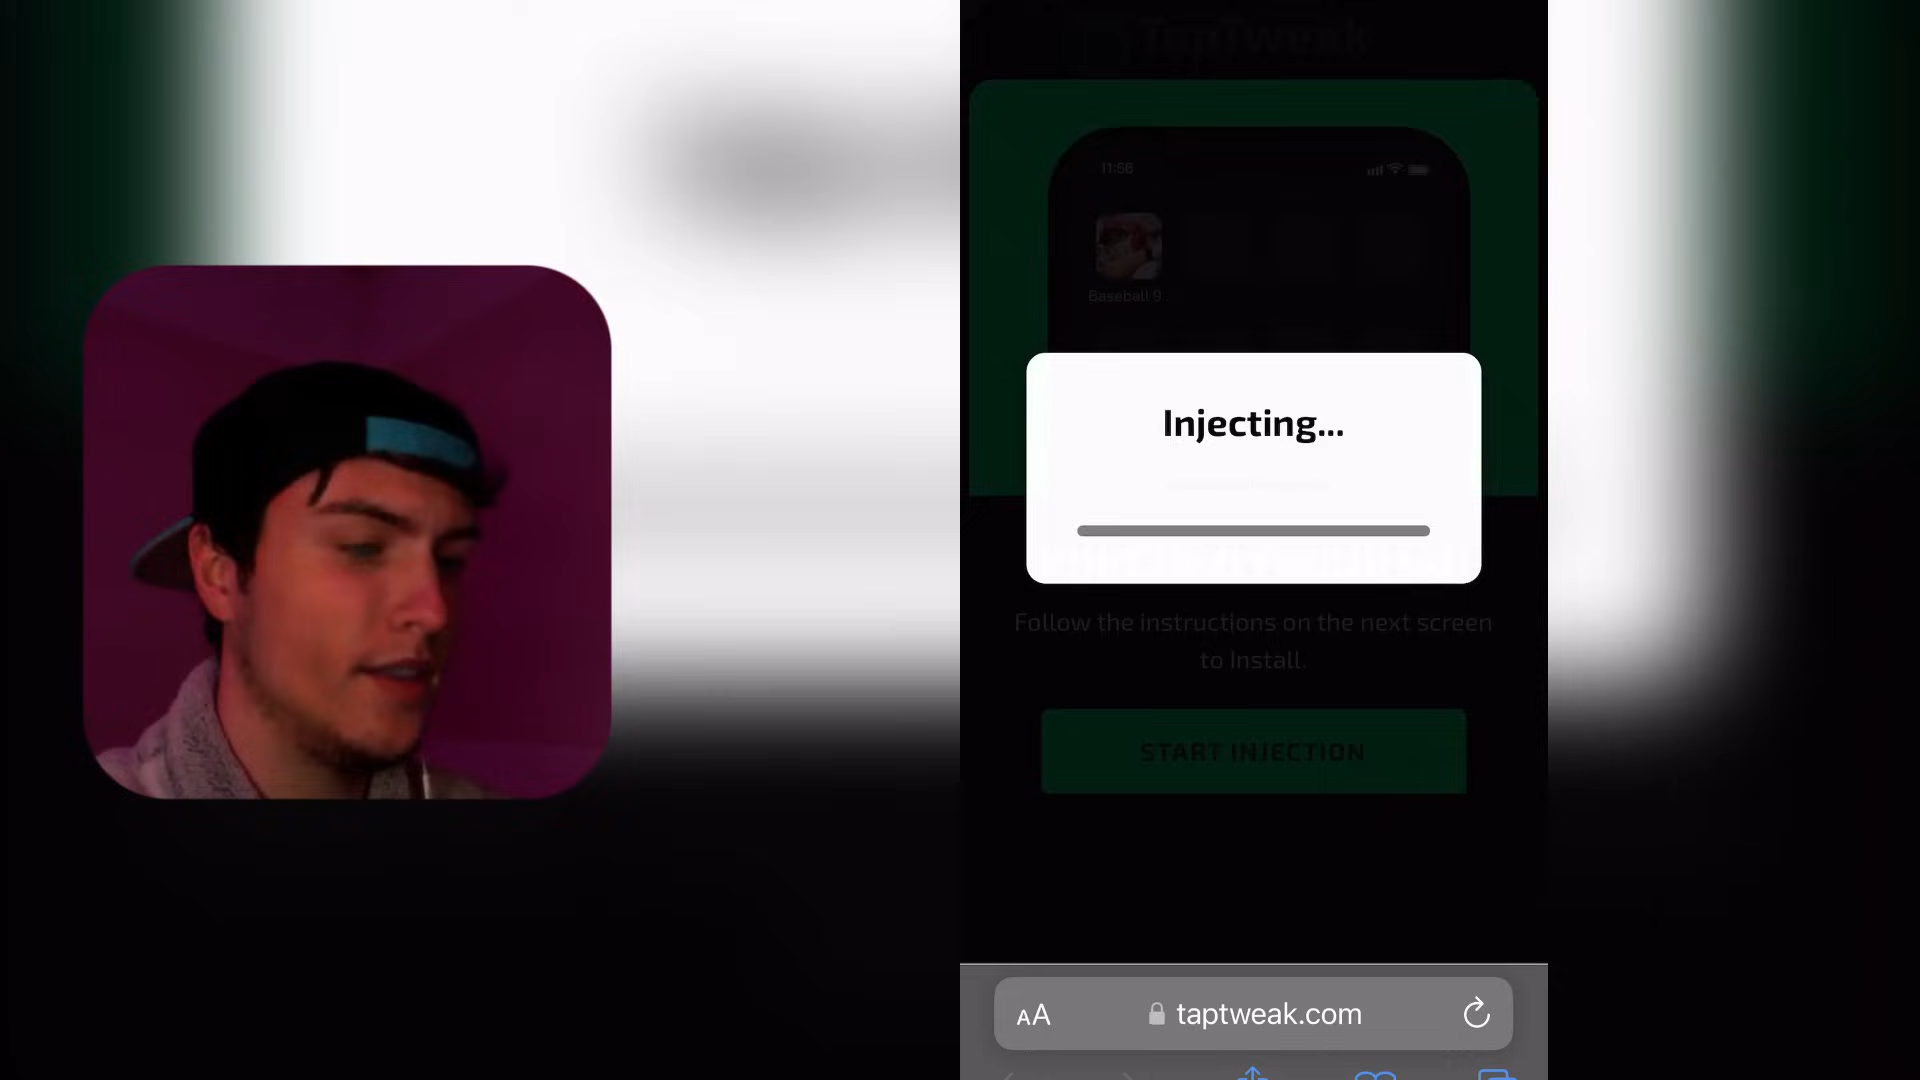 TapTweak
11:56
Baseball 9
Injecting...
Follow the instructions on the next screen
to Install.
START INJECTION
AA
taptweak.com